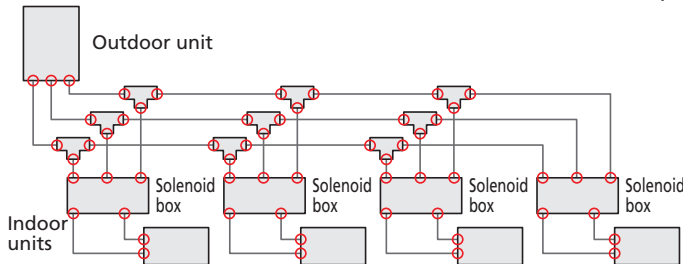 Outdoor unit
Solenoid
box
Solenoid
box
Solenoid
box
Solenoid
box
Indoor
units